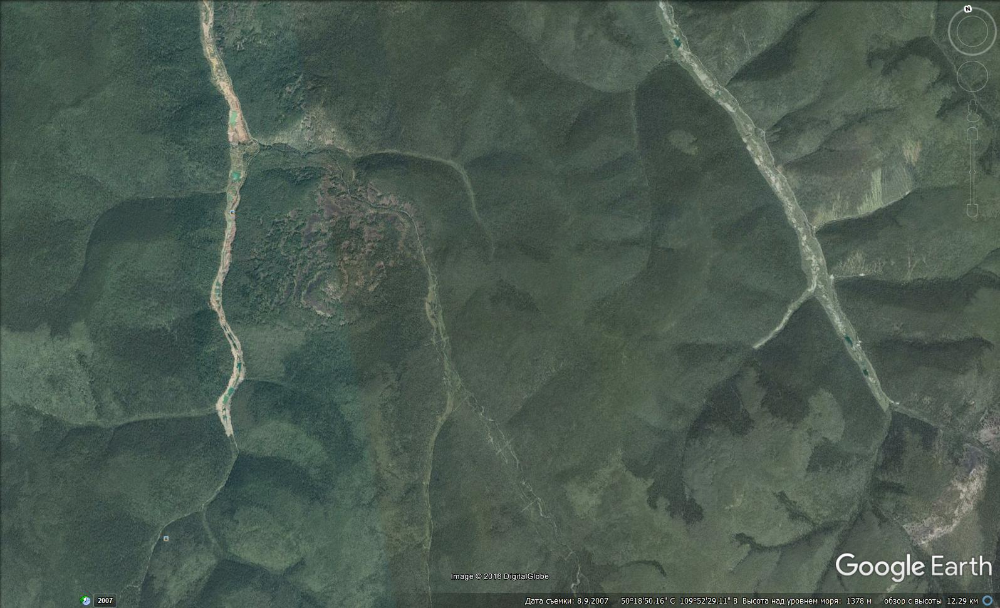 N
Google Earth
Image © 2016 DigitalGlobe
2007
Дата съемки: 8.9.2007 50°18'50.16" С 109°52'29.11" В Высота над уровнем моря: 1378 м обзор с высоты 12.29 км